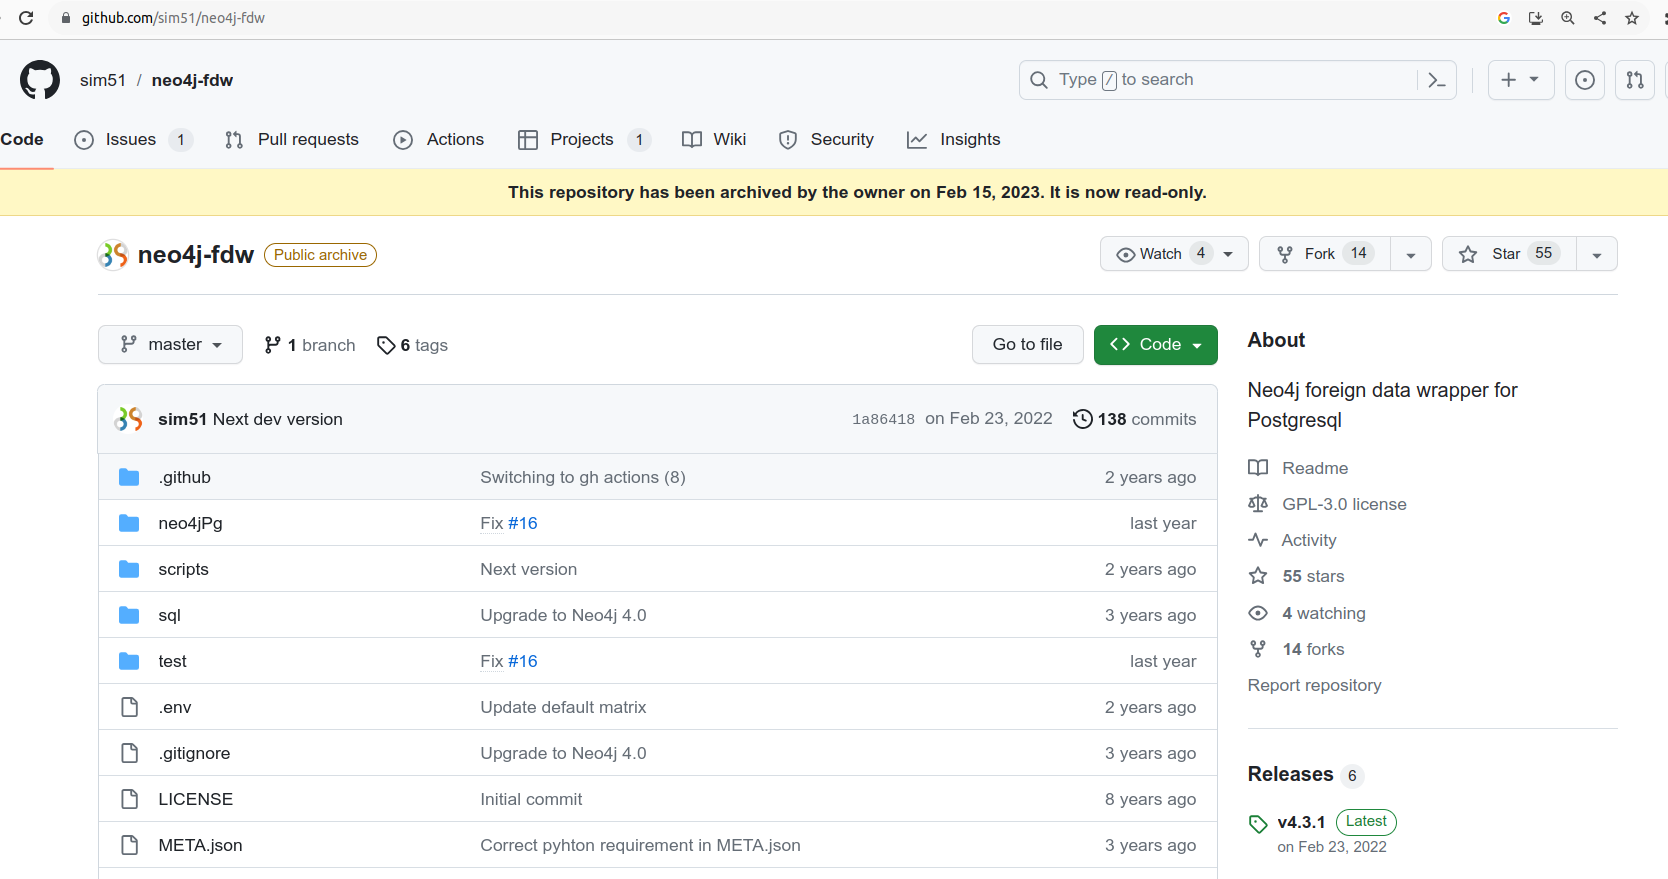 github.com/sim51/neo4j-fdw
sim51 / neo4j-fdw
Type / to search
Code Issues 1 Pull requests Actions Projects 1 Wiki Security Insights
This repository has been archived by the owner on Feb 15, 2023. It is now read-only.
neo4j-fdw Public archive Watch 4 Fork 14 Star 55
master 1 branch 6 tags Go to file Code
sim51 Next dev version 1a86418 on Feb 23, 2022 138 commits
.github Switching to gh actions (8) 2 years ago
neo4jPg Fix #16 last year
scripts Next version 2 years ago
sql Upgrade to Neo4j 4.0 3 years ago
test Fix #16 last year
.env Update default matrix 2 years ago
.gitignore Upgrade to Neo4j 4.0 3 years ago
LICENSE Initial commit 8 years ago
META.json Correct pyhton requirement in META.json 3 years ago
About
Neo4j foreign data wrapper for
Postgresql
Readme
GPL-3.0 license
Activity
55 stars
4 watching
14 forks
Report repository
Releases 6
v4.3.1 Latest
on Feb 23, 2022